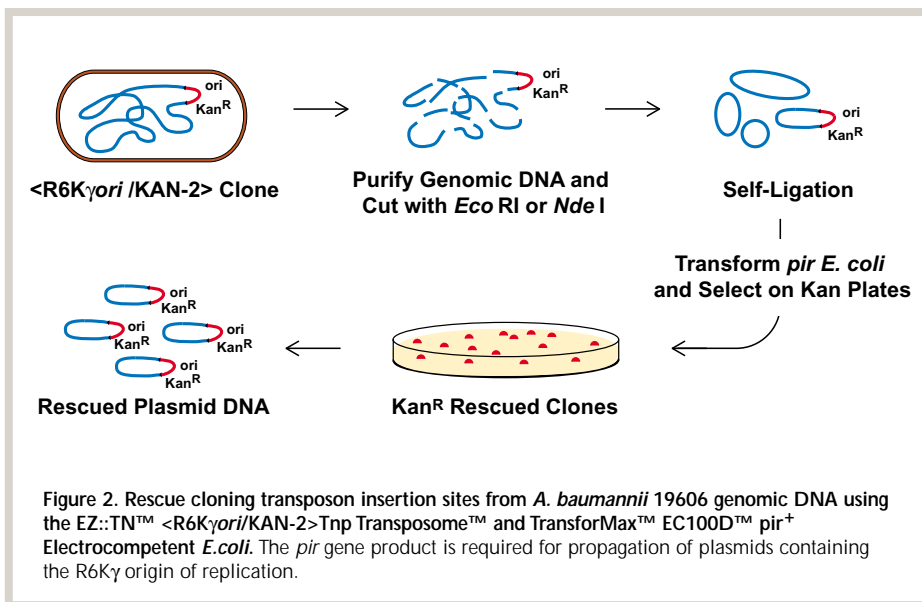 ori
KanR
<R6Kγori /KAN-2> Clone
ori
KanR
Purify Genomic DNA and
Cut with Eco RI or Nde I
ori
KanR
Self-Ligation
Transform pir E. coli
and Select on Kan Plates
KanR Rescued Clones
ori
KanR
ori
KanR
ori
KanR
ori
KanR
Rescued Plasmid DNA
Figure 2. Rescue cloning transposon insertion sites from A. baumannii 19606 genomic DNA using
the EZ::TN™ <R6Kγori/KAN-2>Tnp Transposome™ and TransforMax™ EC100D™ pir+
Electrocompetent E.coli. The pir gene product is required for propagation of plasmids containing
the R6Kγ origin of replication.